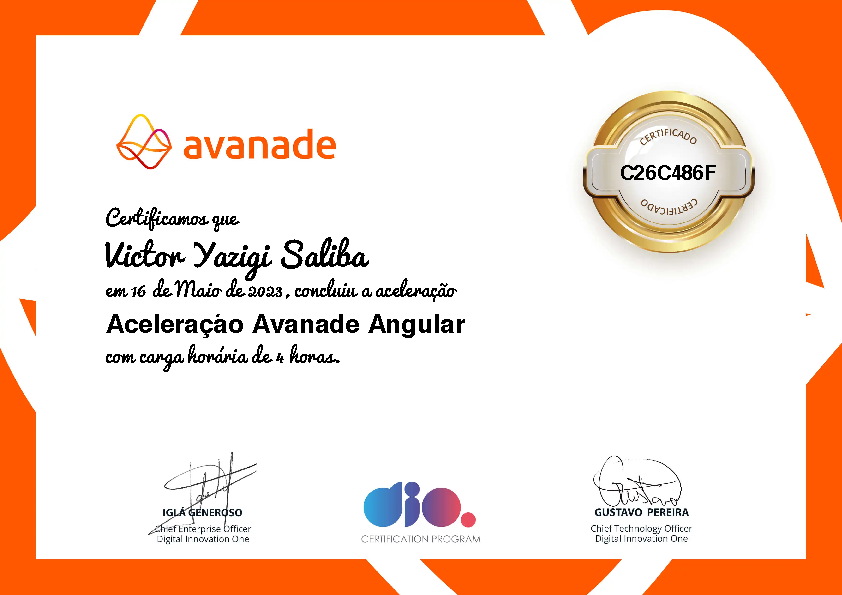 avanade
CERTIFICADO
C26C486F
CERTIFICADO
Certificamos que
Victor Yazigi Saliba
em 16 de Maio de 2023, concluiu a aceleração
Aceleração Avanade Angular
com carga horária de 4 horas.
IGLÁ GENEROSO
Chief Enterprise Officer
Digital Innovation One
dio.
CERTIFICATION PROGRAM
GUSTAVO PEREIRA
Chief Technology Officer
Digital Innovation One